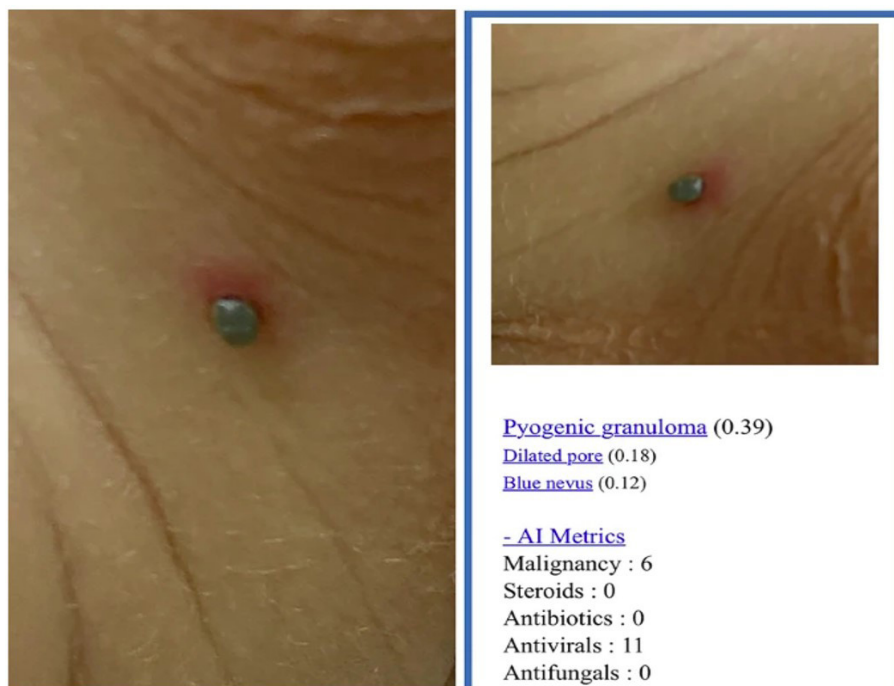 Pyogenic granuloma (0.39)
Dilated pore (0.18)
Blue nevus (0.12)
- AI Metrics
Malignancy : 6
Steroids : 0
Antibiotics : 0
Antivirals : 11
Antifungals : 0